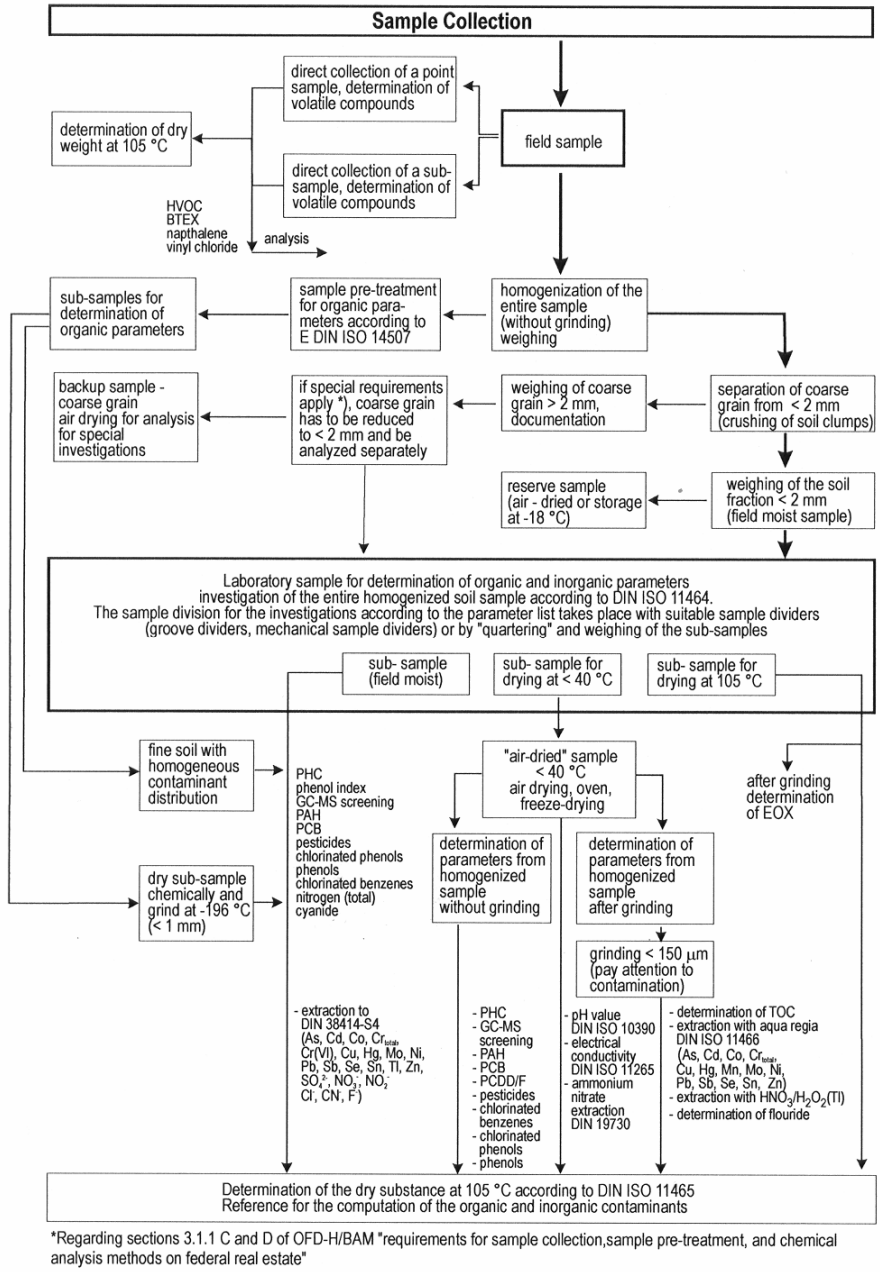 Sample Collection
direct collection of a point
sample, determination of
volatile compounds
determination of dry
weight at 105 °C
field sample
direct collection of a sub-
sample, determination of
volatile compounds
HVOC
BTEX
napthalene
vinyl chloride
analysis
sub-samples for
determination of
organic parameters
sample pre-treatment
for organic para-
meters according to
E DIN ISO 14507
homogenization of the
entire sample
(without grinding)
weighing
backup sample -
coarse grain
air drying for analysis
for special
investigations
if special requirements
apply *), coarse grain
has to be reduced
to < 2 mm and be
analyzed separately
weighing of coarse
grain > 2 mm,
documentation
separation of coarse
grain from < 2 mm
(crushing of soil clumps)
reserve sample
(air - dried or storage
at -18 °C)
weighing of the soil
fraction < 2 mm
(field moist sample)
Laboratory sample for determination of organic and inorganic parameters
investigation of the entire homogenized soil sample according to DIN ISO 11464.
The sample division for the investigations according to the parameter list takes place with suitable sample dividers
(groove dividers, mechanical sample dividers) or by "quartering" and weighing of the sub-samples
sub- sample
(field moist)
sub- sample for
drying at < 40 °C
sub- sample for
drying at 105 °C
fine soil with
homogeneous
contaminant
distribution
PHC
phenol index
GC-MS screening
PAH
PCB
pesticides
chlorinated phenols
phenols
chlorinated benzenes
nitrogen (total)
cyanide
"air-dried" sample
< 40 °C
air drying, oven,
freeze-drying
after grinding
determination
of EOX
dry sub-sample
chemically and
grind at -196 °C
(< 1 mm)
determination of
parameters from
homogenized
sample
without grinding
determination of
parameters from
homogenized
sample
after grinding
grinding < 150 µm
(pay attention to
contamination)
- extraction to
DIN 38414-S4
(As, Cd, Co, Cr total,
Cr(VI), Cu, Hg, Mo, Ni,
Pb, Sb, Se, Sn, Tl, Zn,
SO₄²⁻, NO₃⁻, NO₂⁻
Cl⁻, CN⁻, F⁻)
- PHC
- GC-MS
screening
- PAH
- PCB
- PCDD/F
- pesticides
- chlorinated
benzenes
- chlorinated
phenols
- phenols
- pH value
DIN ISO 10390
- electrical
conductivity
DIN ISO 11265
- ammonium
nitrate
extraction
DIN 19730
- determination of TOC
- extraction with aqua regia
DIN ISO 11466
(As, Cd, Co, Cr total,
Cu, Hg, Mn, Mo, Ni,
Pb, Sb, Se, Sn, Zn)
- extraction with HNO₃/H₂O₂(Tl)
- determination of flouride
Determination of the dry substance at 105 °C according to DIN ISO 11465
Reference for the computation of the organic and inorganic contaminants
*Regarding sections 3.1.1 C and D of OFD-H/BAM "requirements for sample collection,sample pre-treatment, and chemical
analysis methods on federal real estate"